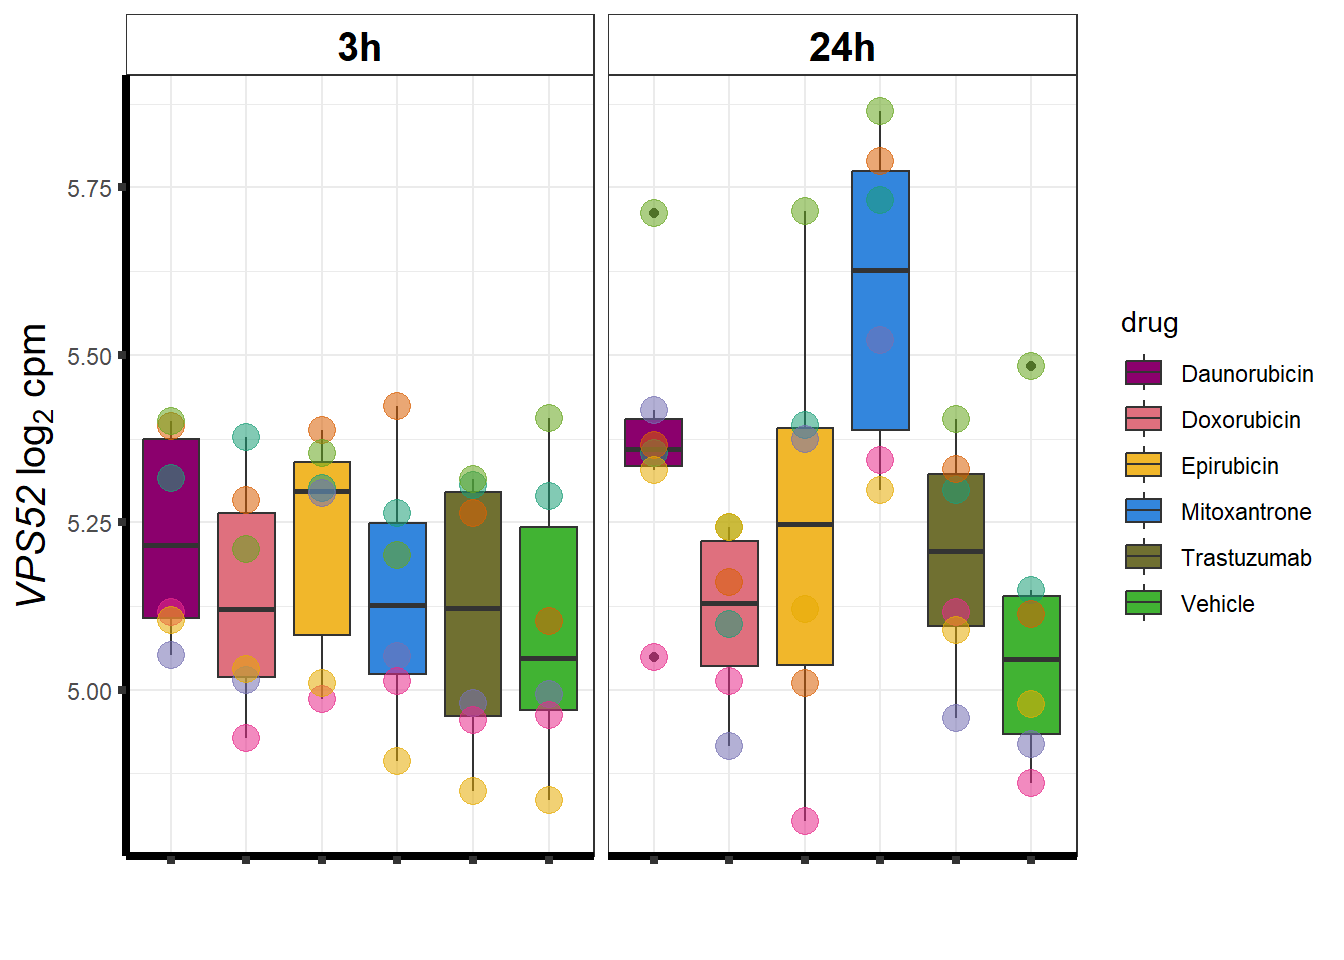 3h
24h
VPS52 log₂ cpm
5.75
5.50
5.25
5.00
drug
Daunorubicin
Doxorubicin
Epirubicin
Mitoxantrone
Trastuzumab
Vehicle